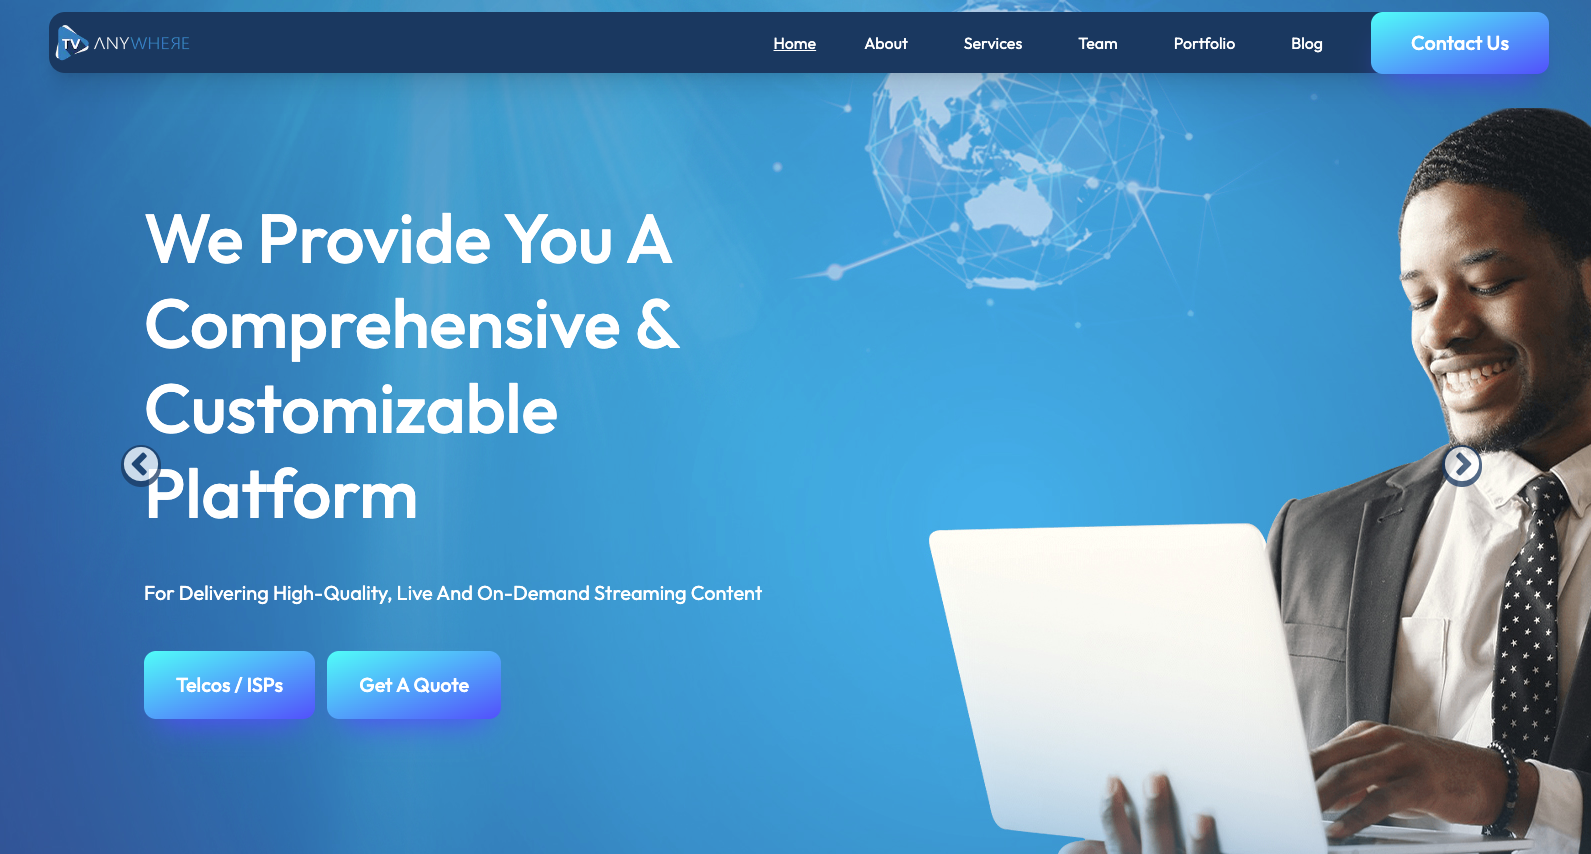 TV ANYWHERE
Home About Services Team Portfolio Blog Contact Us
We Provide You A
Comprehensive &
Customizable
Platform
For Delivering High-Quality, Live And On-Demand Streaming Content
Telcos / ISPs Get A Quote